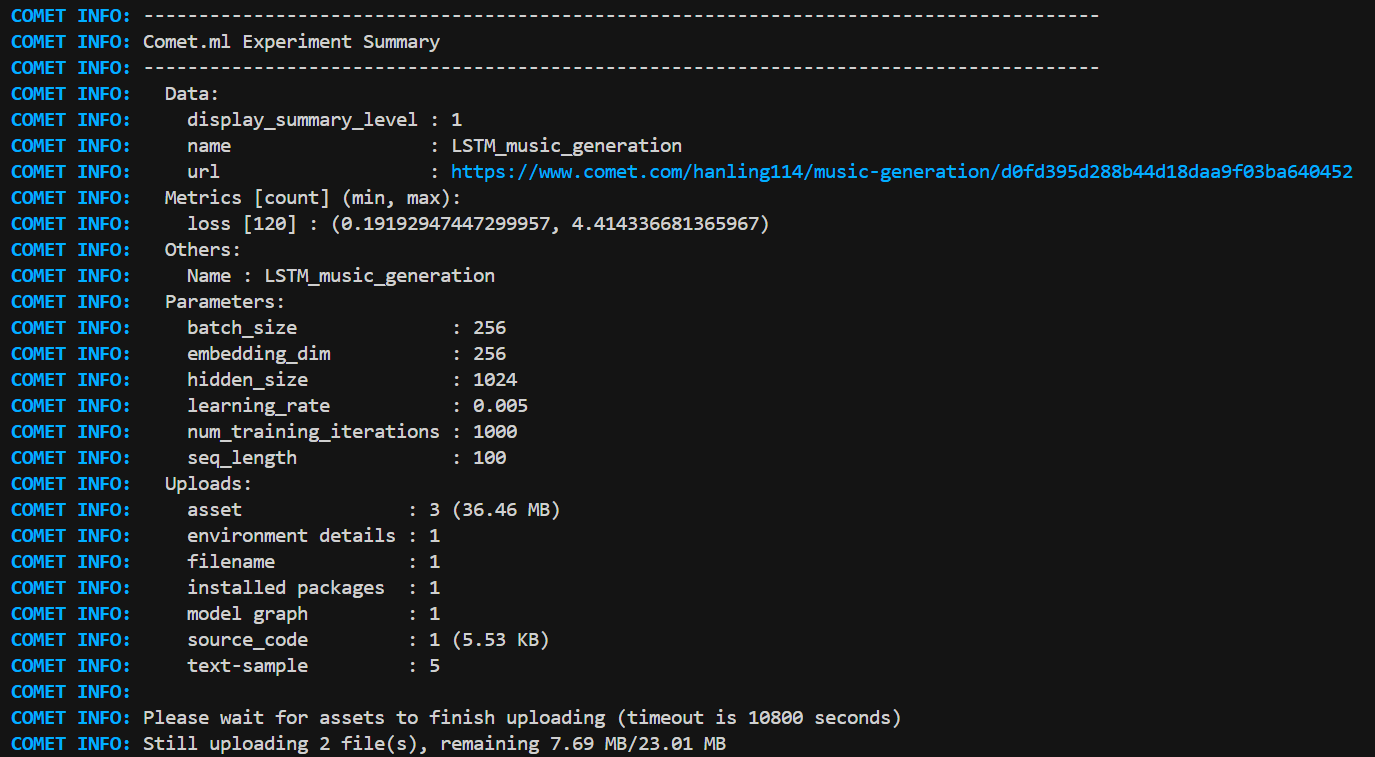 COMET INFO: ---------------------------------------------------------------------------------------
COMET INFO: Comet.ml Experiment Summary
COMET INFO: ---------------------------------------------------------------------------------------
COMET INFO:   Data:
COMET INFO:     display_summary_level : 1
COMET INFO:     name                  : LSTM_music_generation
COMET INFO:     url                   : https://www.comet.com/hanling114/music-generation/d0fd395d288b44d18daa9f03ba640452
COMET INFO:   Metrics [count] (min, max):
COMET INFO:     loss [120] : (0.19192947447299957, 4.414336681365967)
COMET INFO:   Others:
COMET INFO:     Name : LSTM_music_generation
COMET INFO:   Parameters:
COMET INFO:     batch_size              : 256
COMET INFO:     embedding_dim           : 256
COMET INFO:     hidden_size             : 1024
COMET INFO:     learning_rate           : 0.005
COMET INFO:     num_training_iterations : 1000
COMET INFO:     seq_length              : 100
COMET INFO:   Uploads:
COMET INFO:     asset               : 3 (36.46 MB)
COMET INFO:     environment details : 1
COMET INFO:     filename            : 1
COMET INFO:     installed packages  : 1
COMET INFO:     model graph         : 1
COMET INFO:     source_code         : 1 (5.53 KB)
COMET INFO:     text-sample         : 5
COMET INFO:
COMET INFO: Please wait for assets to finish uploading (timeout is 10800 seconds)
COMET INFO: Still uploading 2 file(s), remaining 7.69 MB/23.01 MB